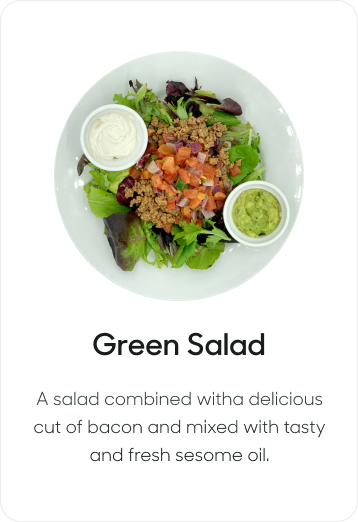 Green Salad
A salad combined witha delicious
cut of bacon and mixed with tasty
and fresh sesome oil.